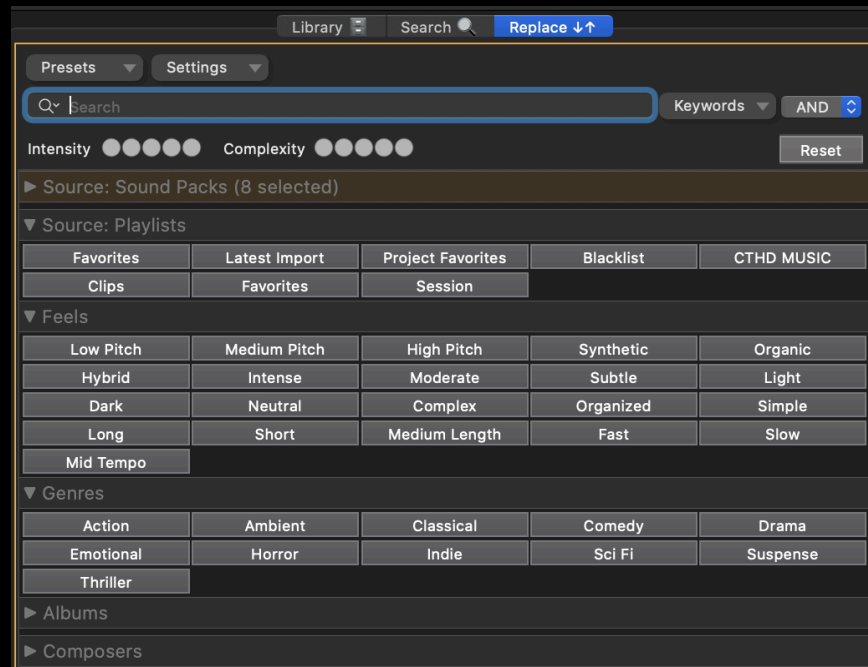 Library Search Replace ↓↑
Presets Settings
Search Keywords AND
Intensity Complexity Reset
Source: Sound Packs (8 selected)
Source: Playlists
Favorites Latest Import Project Favorites Blacklist CTHD MUSIC
Clips Favorites Session
Feels
Low Pitch Medium Pitch High Pitch Synthetic Organic
Hybrid Intense Moderate Subtle Light
Dark Neutral Complex Organized Simple
Long Short Medium Length Fast Slow
Mid Tempo
Genres
Action Ambient Classical Comedy Drama
Emotional Horror Indie Sci Fi Suspense
Thriller
Albums
Composers